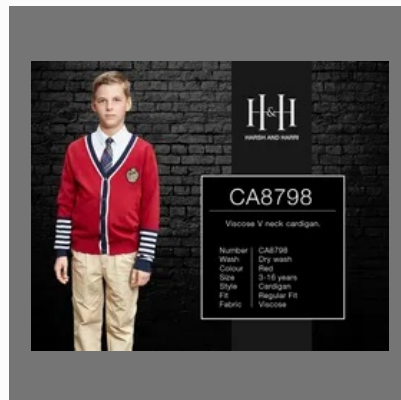 H&H
HARSH AND HARRI
CA8798
Viscose V neck cardigan.
Number CA8798
Wash Dry wash
Colour Red
Size 3-16 years
Style Cardigan
Fit Regular Fit
Fabric Viscose